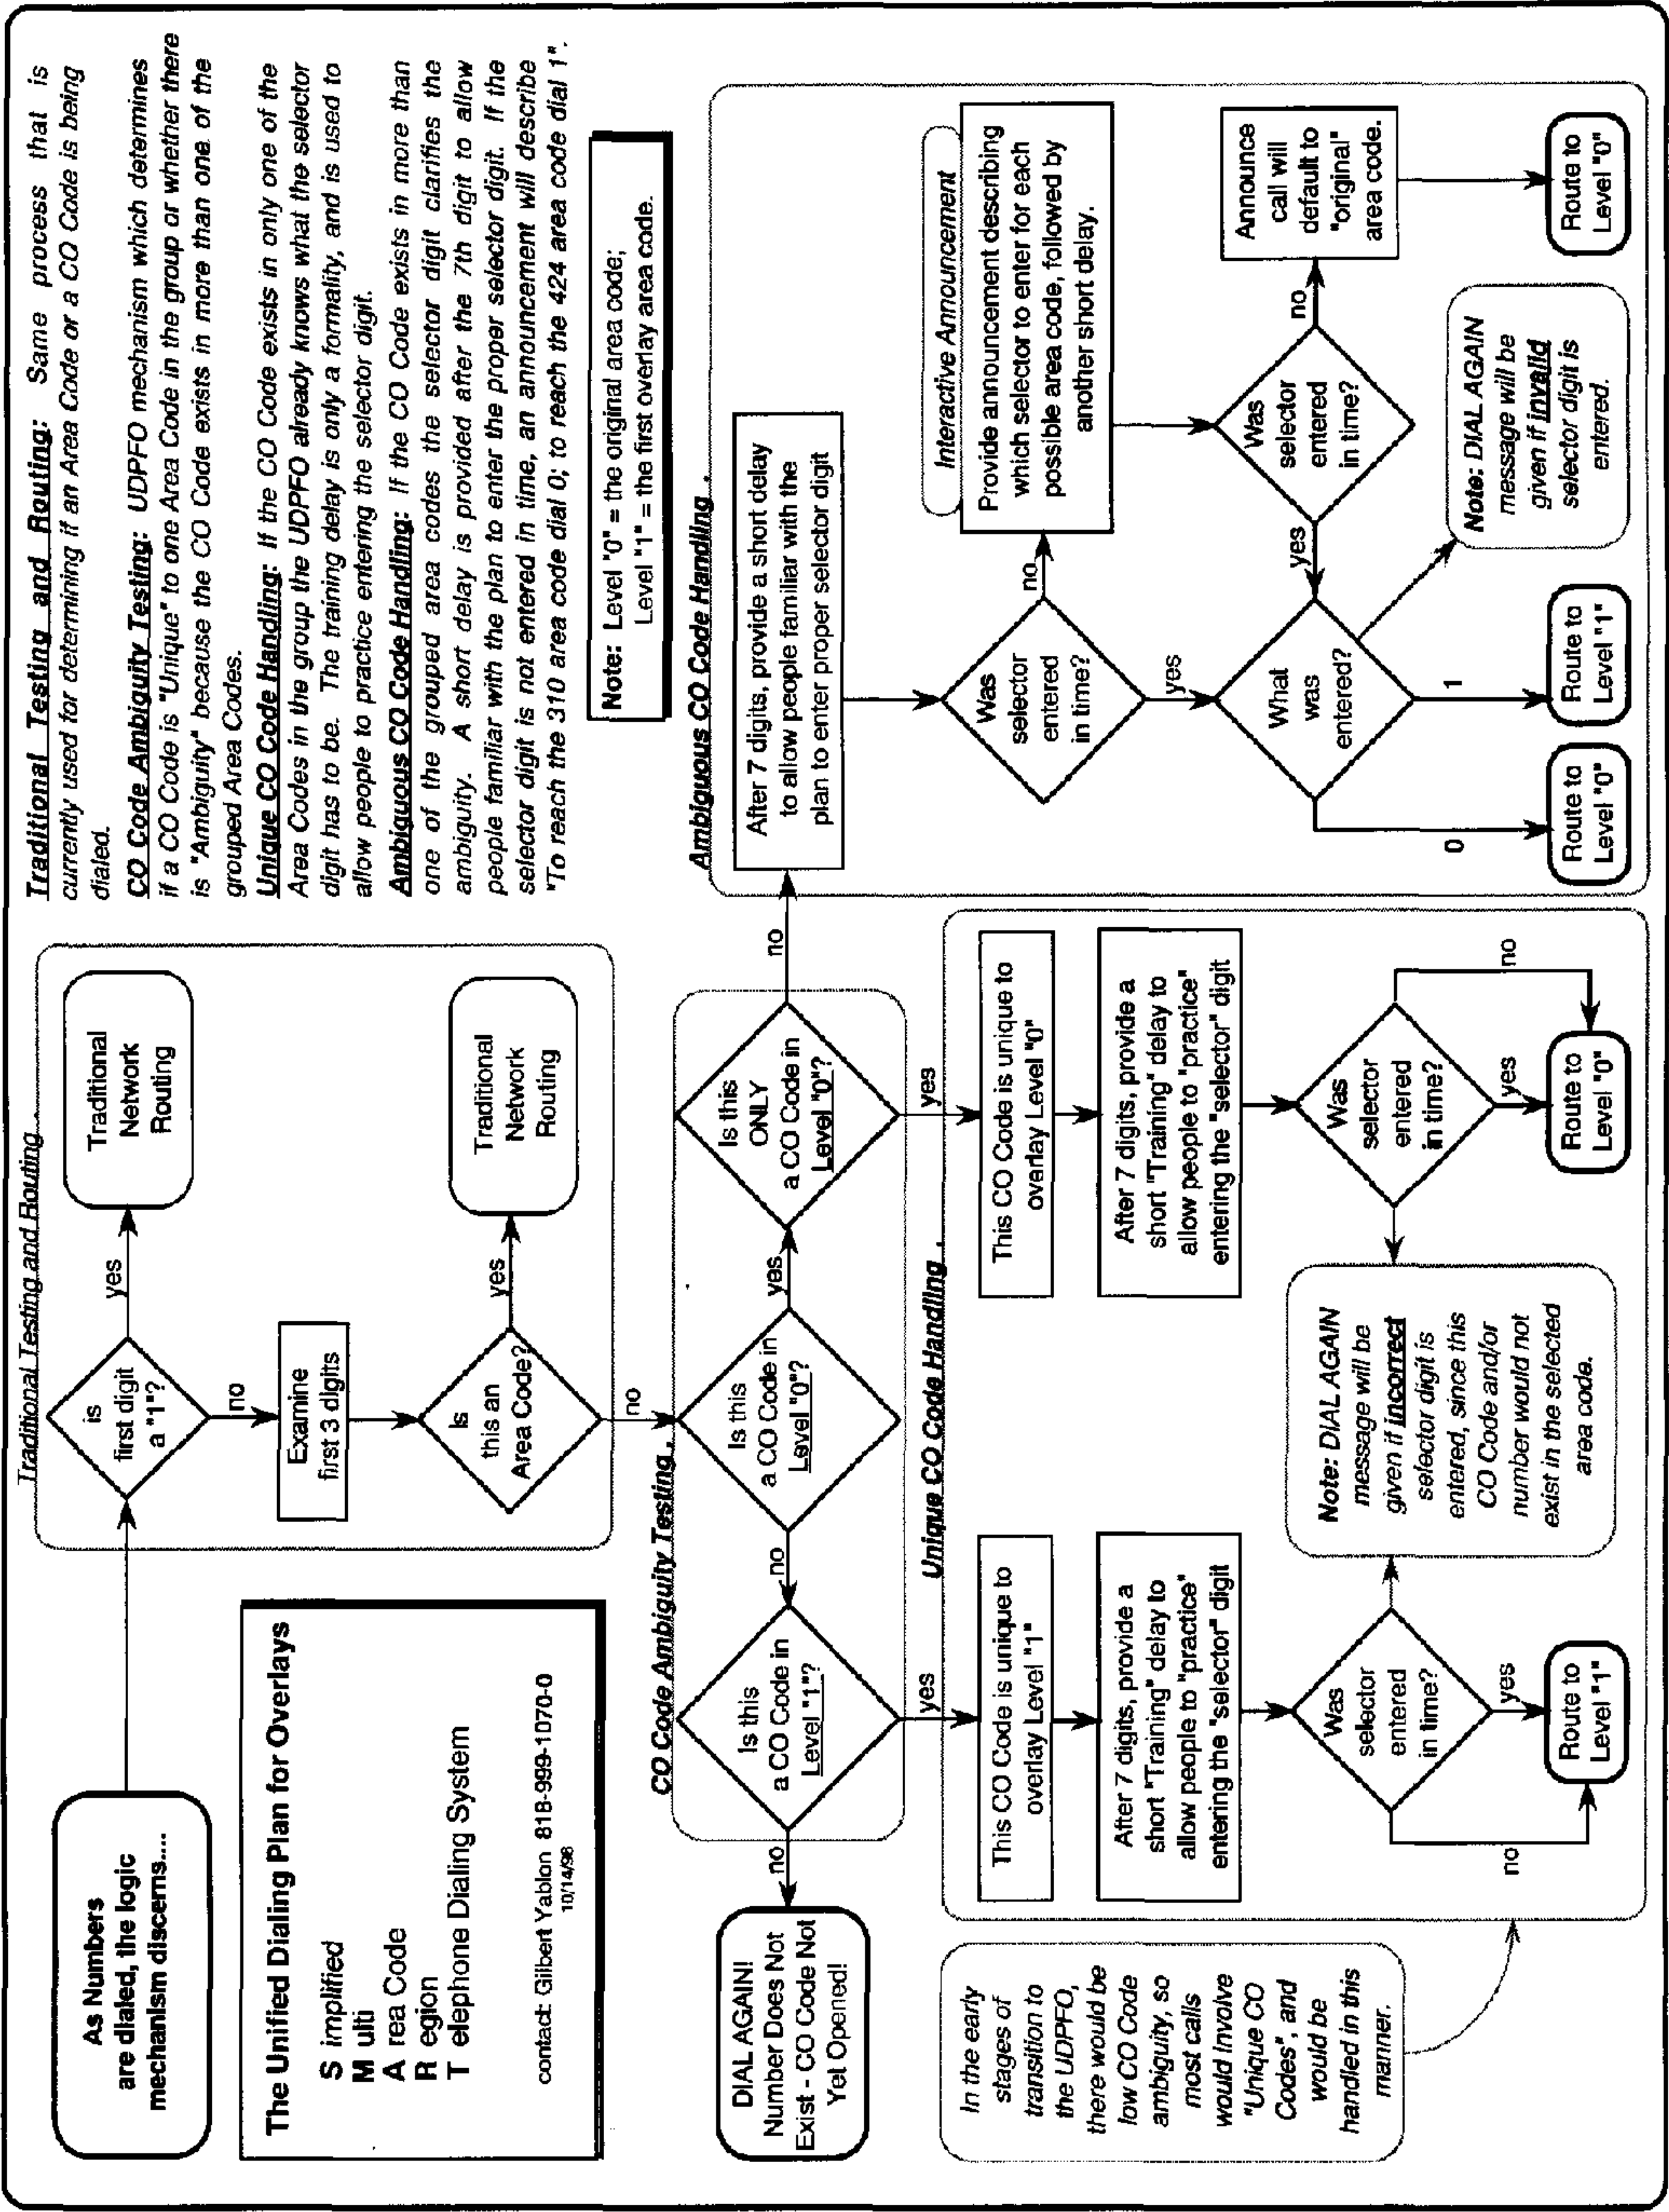 As Numbers
are dialed, the logic
mechanism discerns....
The Unified Dialing Plan for Overlays
S implified
M ulti
A rea Code
R egion
T elephone Dialing System
contact: Gilbert Yablon 818-999-1070-0
10/14/98
Traditional Testing and Routing
is
first digit
a "1"?
yes
Traditional
Network
Routing
no
Examine
first 3 digits
Is
this an
Area Code?
yes
Traditional
Network
Routing
no
Traditional Testing and Routing: Same process that is
currently used for determining if an Area Code or a CO Code is being
dialed.
CO Code Ambiguity Testing: UDPFO mechanism which determines
if a CO Code is "Unique" to one Area Code in the group or whether there
is "Ambiguity" because the CO Code exists in more than one of the
grouped Area Codes.
Unique CO Code Handling: If the CO Code exists in only one of the
Area Codes in the group the UDPFO already knows what the selector
digit has to be. The training delay is only a formality, and is used to
allow people to practice entering the selector digit.
Ambiguous CO Code Handling: If the CO Code exists in more than
one of the grouped area codes the selector digit clarifies the
ambiguity. A short delay is provided after the 7th digit to allow
people familiar with the plan to enter the proper selector digit. If the
selector digit is not entered in time, an announcement will describe
"To reach the 310 area code dial 0; to reach the 424 area code dial 1".
Note: Level "0" = the original area code;
Level "1" = the first overlay area code.
CO Code Ambiguity Testing .
DIAL AGAIN!
Number Does Not
Exist - CO Code Not
Yet Opened!
no
Is this
a CO Code in
Level "1"?
no
Is this
a CO Code in
Level "0"?
yes
Is this
ONLY
a CO Code in
Level "0"?
no
yes
yes
Unique CO Code Handling .
In the early
stages of
transition to
the UDPFO,
there would be
low CO Code
ambiguity, so
most calls
would involve
"Unique CO
Codes", and
would be
handled in this
manner.
This CO Code is unique to
overlay Level "1"
After 7 digits, provide a
short "Training" delay to
allow people to "practice"
entering the "selector" digit
Was
selector
entered
in time?
no
yes
Route to
Level "1"
Note: DIAL AGAIN
message will be
given if incorrect
selector digit is
entered, since this
CO Code and/or
number would not
exist in the selected
area code.
This CO Code is unique to
overlay Level "0"
After 7 digits, provide a
short "Training" delay to
allow people to "practice"
entering the "selector" digit
Was
selector
entered
in time?
no
yes
Route to
Level "0"
Ambiguous CO Code Handling .
After 7 digits, provide a short delay
to allow people familiar with the
plan to enter proper selector digit
Was
selector
entered
in time?
no
yes
Interactive Announcement
Provide announcement describing
which selector to enter for each
possible area code, followed by
another short delay.
Was
selector
entered
in time?
no
yes
Announce
call will
default to
"original"
area code.
Route to
Level "0"
What
was
entered?
0
1
Route to
Level "0"
Route to
Level "1"
Note: DIAL AGAIN
message will be
given if invalid
selector digit is
entered.